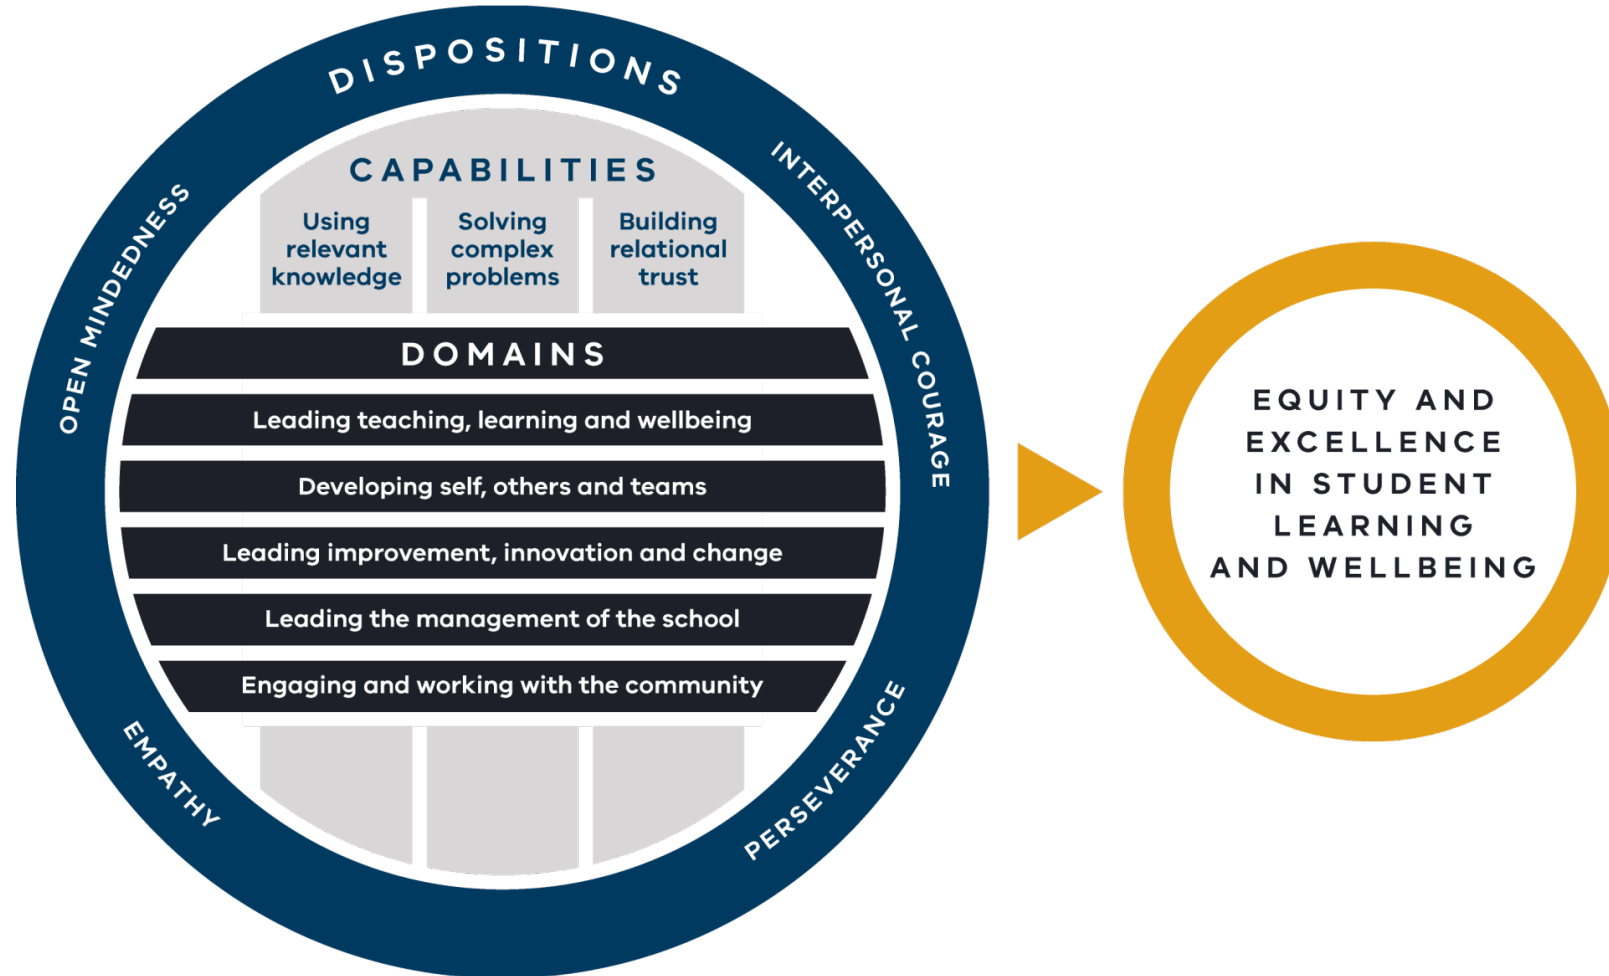 DISPOSITIONS
OPEN MINDEDNESS
INTERPERSONAL COURAGE
EMPATHY
PERSEVERANCE
CAPABILITIES
Using
relevant
knowledge
Solving
complex
problems
Building
relational
trust
DOMAINS
Leading teaching, learning and wellbeing
Developing self, others and teams
Leading improvement, innovation and change
Leading the management of the school
Engaging and working with the community
EQUITY AND
EXCELLENCE
IN STUDENT
LEARNING
AND WELLBEING